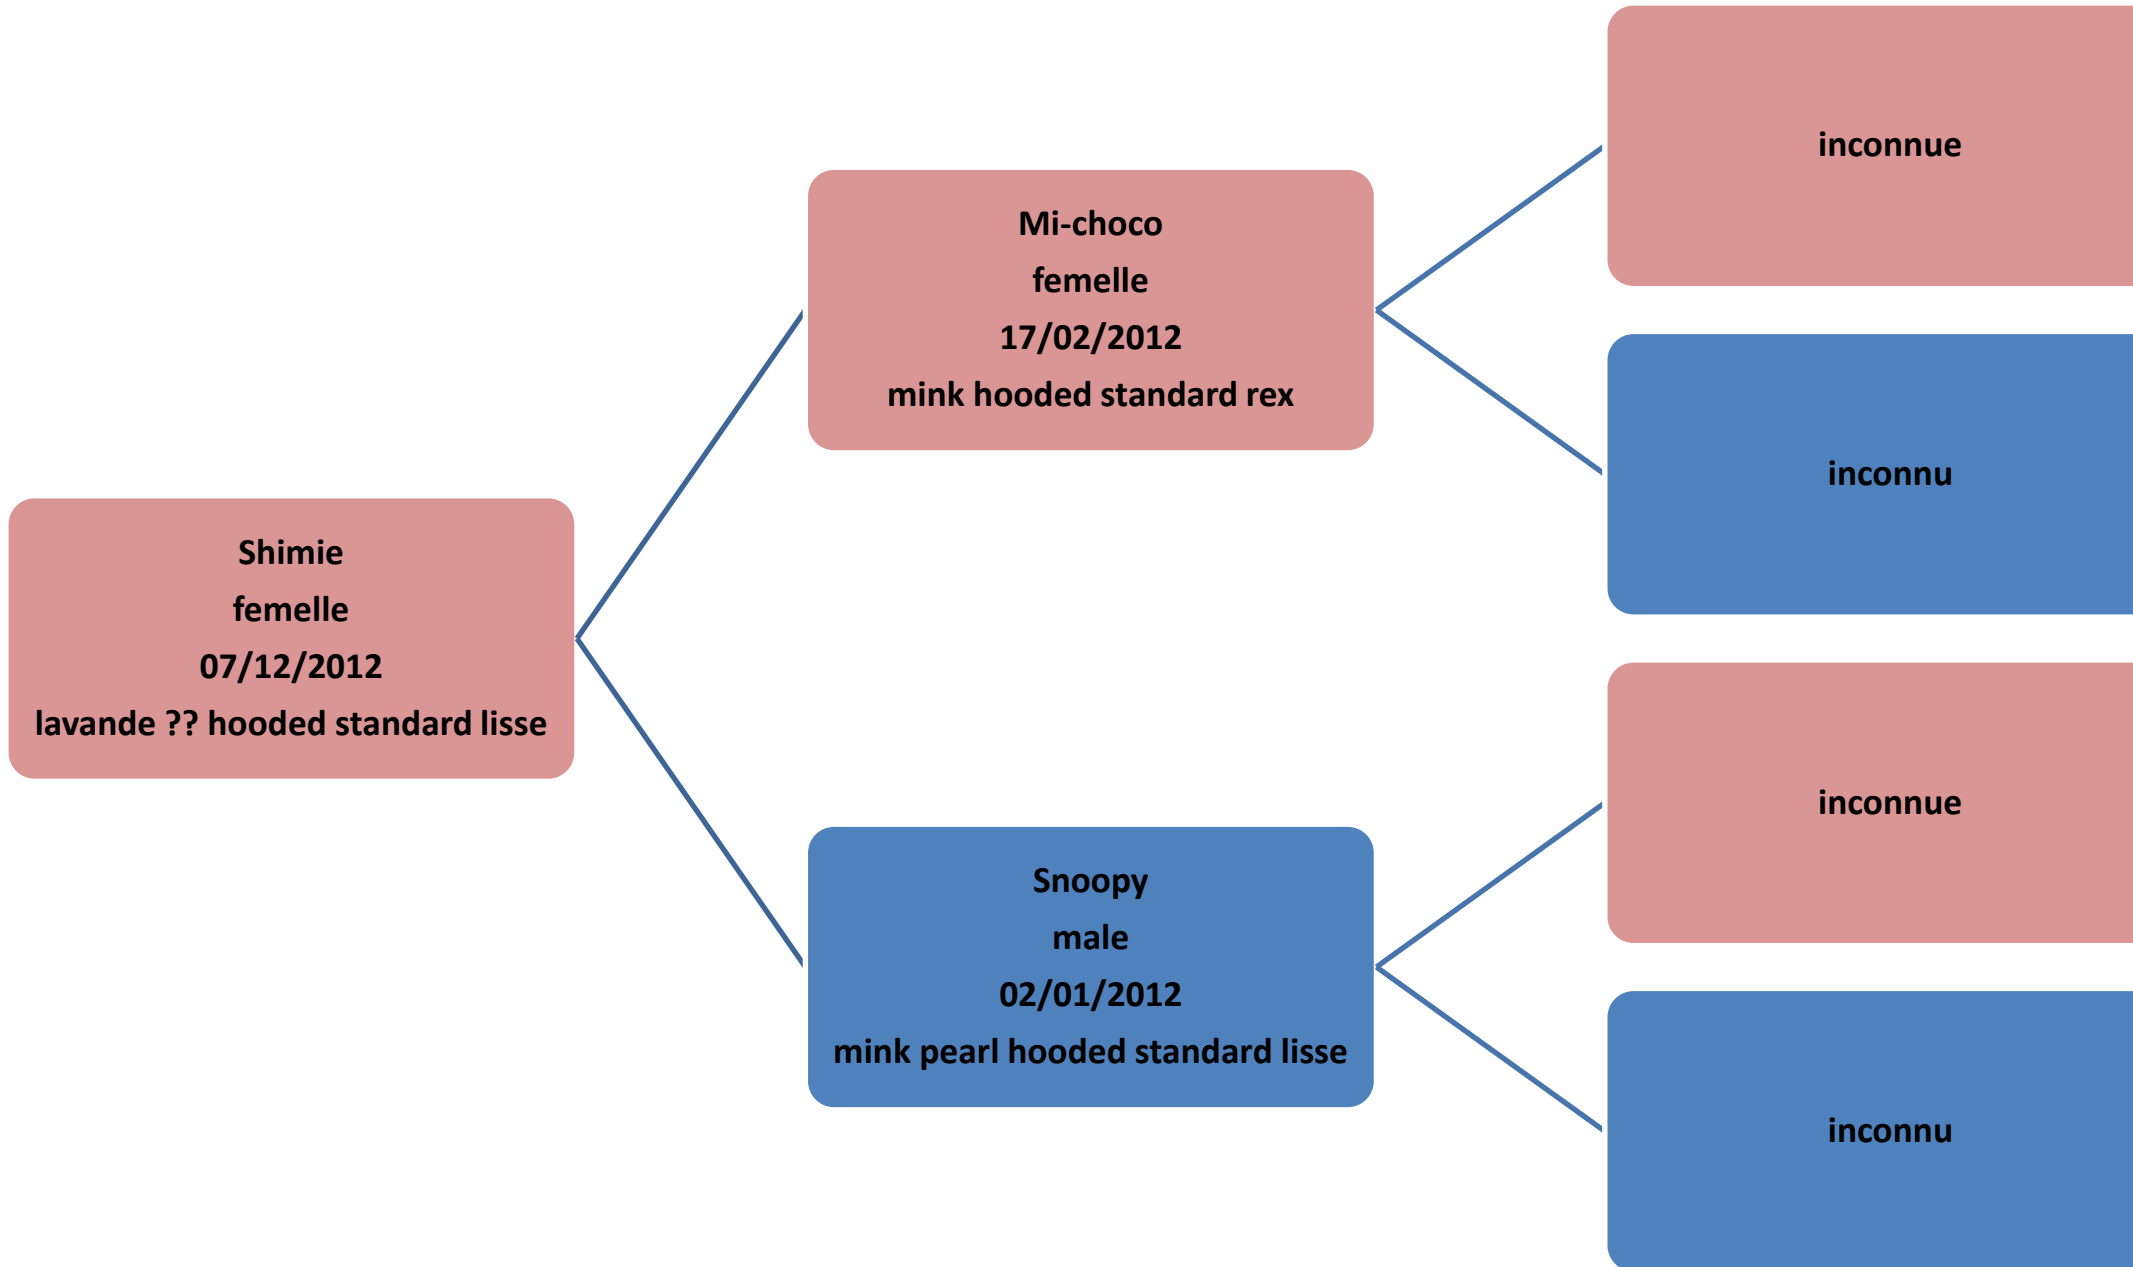 Shimie
femelle
07/12/2012
lavande ?? hooded standard lisse
Mi-choco
femelle
17/02/2012
mink hooded standard rex
Snoopy
male
02/01/2012
mink pearl hooded standard lisse
inconnue
inconnu
inconnue
inconnu